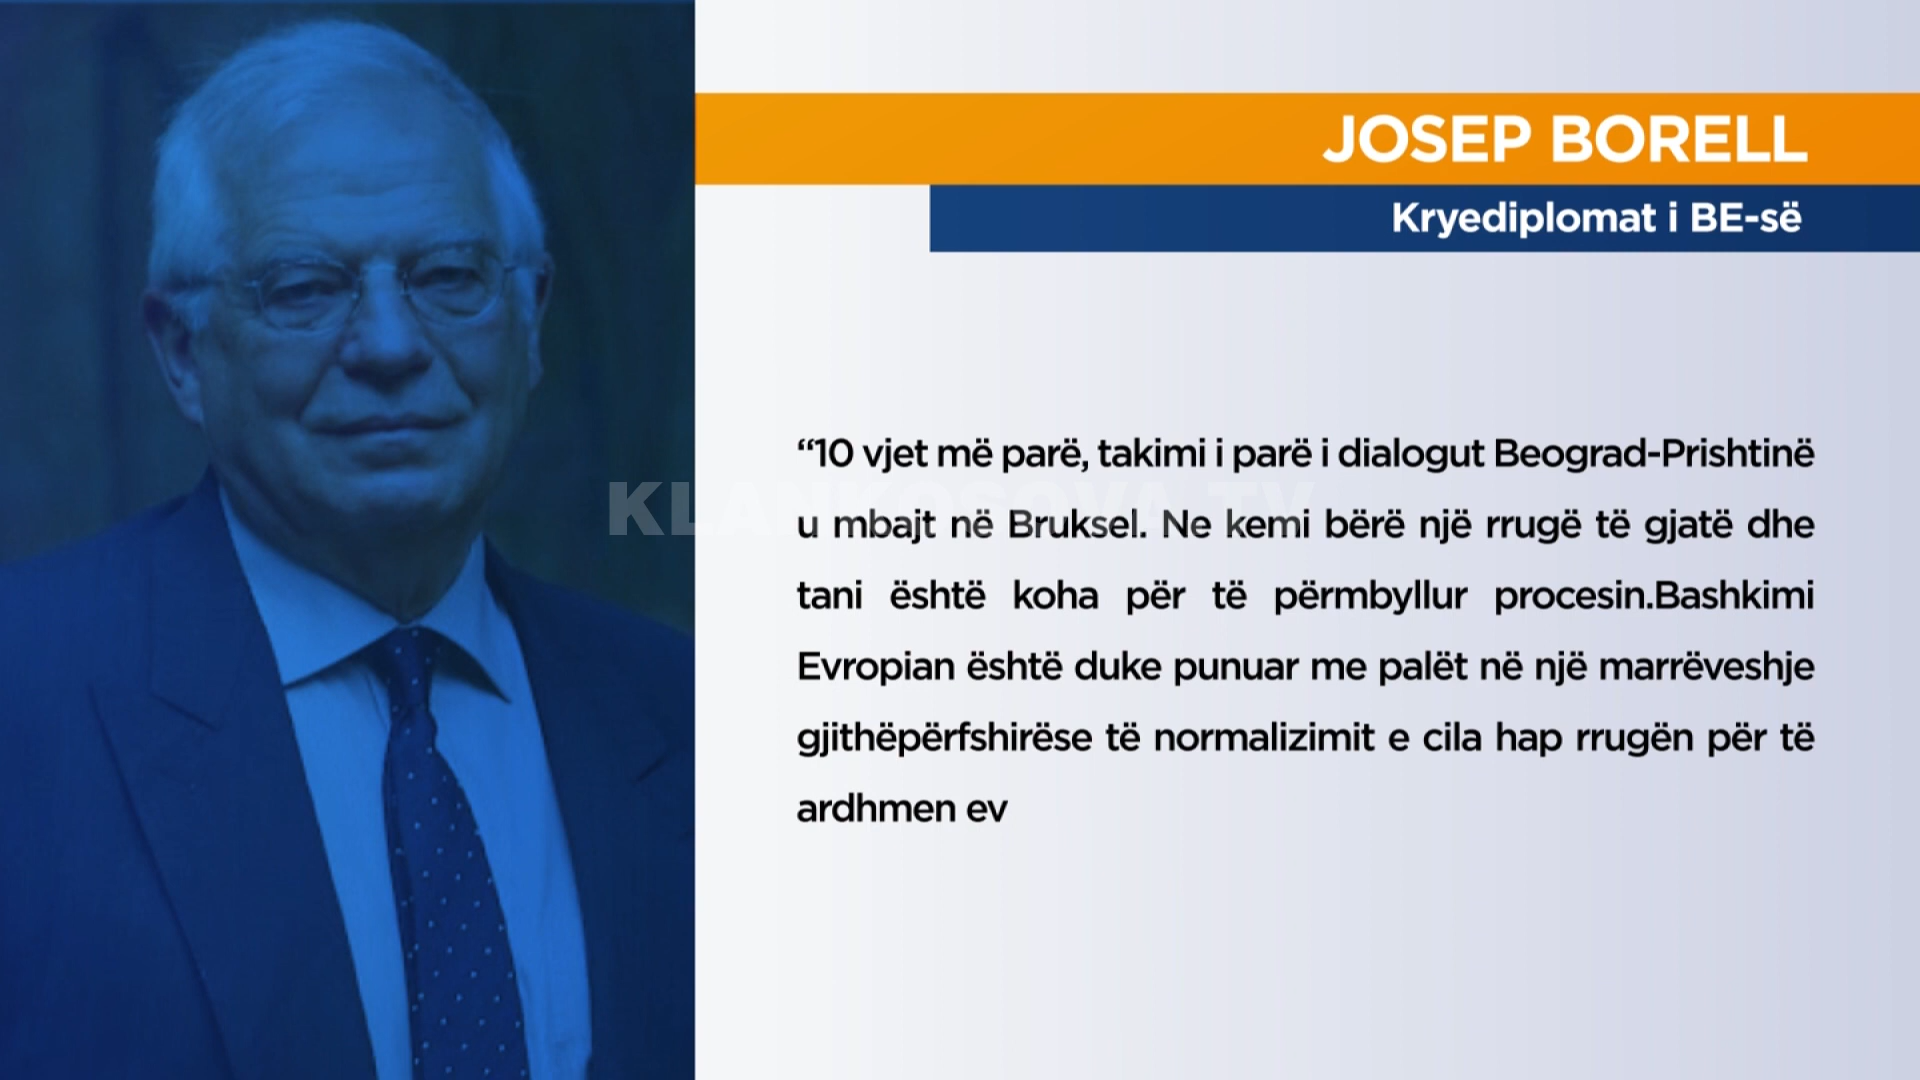 JOSEP BORELL
Kryediplomat i BE-së
“10 vjet më parë, takimi i parë i dialogut Beograd-Prishtinë
u mbajt në Bruksel. Ne kemi bërë një rrugë të gjatë dhe
tani është koha për të përmbyllur procesin.Bashkimi
Evropian është duke punuar me palët në një marrëveshje
gjithëpërfshirëse të normalizimit e cila hap rrugën për të
ardhmen ev
KLANKOSOVA.TV